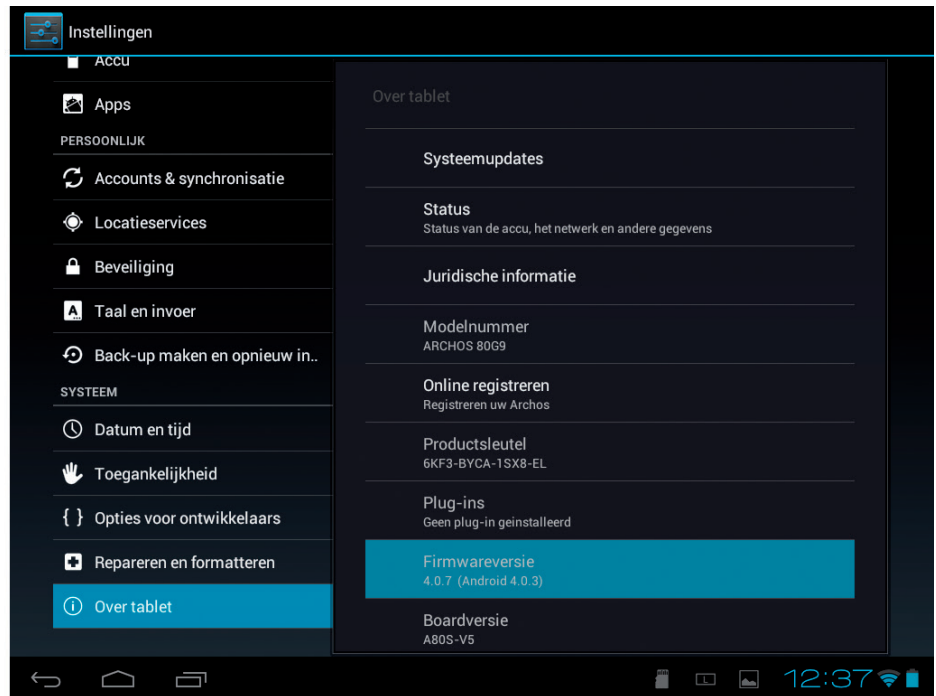 Instellingen
Accu
Apps
PERSOONLIJK
Accounts & synchronisatie
Locatieservices
Beveiliging
Taal en invoer
Back-up maken en opnieuw in..
SYSTEEM
Datum en tijd
Toegankelijkheid
Opties voor ontwikkelaars
Repareren en formatteren
Over tablet
Over tablet
Systeemupdates
Status
Status van de accu, het netwerk en andere gegevens
Juridische informatie
Modelnummer
ARCHOS 80G9
Online registreren
Registreren uw Archos
Productsleutel
6KF3-BYCA-1SX8-EL
Plug-ins
Geen plug-in geinstalleerd
Firmwareversie
4.0.7 (Android 4.0.3)
Boardversie
A80S-V5
12:37